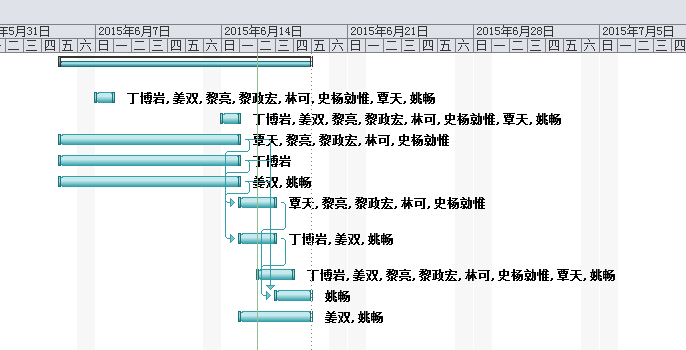 年5月31日 2015年6月7日 2015年6月14日 2015年6月21日 2015年6月28日 2015年7月5日
二 三 四 五 六 日 一 二 三 四 五 六 日 一 二 三 四 五 六 日 一 二 三 四 五 六 日 一 二 三 四 五 六 日 一 二 三 四
丁博岩, 姜双, 黎亮, 黎政宏, 林可, 史杨勍惟, 覃天, 姚畅
丁博岩, 姜双, 黎亮, 黎政宏, 林可, 史杨勍惟, 覃天, 姚畅
覃天, 黎亮, 黎政宏, 林可, 史杨勍惟
丁博岩
姜双, 姚畅
覃天, 黎亮, 黎政宏, 林可, 史杨勍惟
丁博岩, 姜双, 姚畅
丁博岩, 姜双, 黎亮, 黎政宏, 林可, 史杨勍惟, 覃天, 姚畅
姚畅
姜双, 姚畅